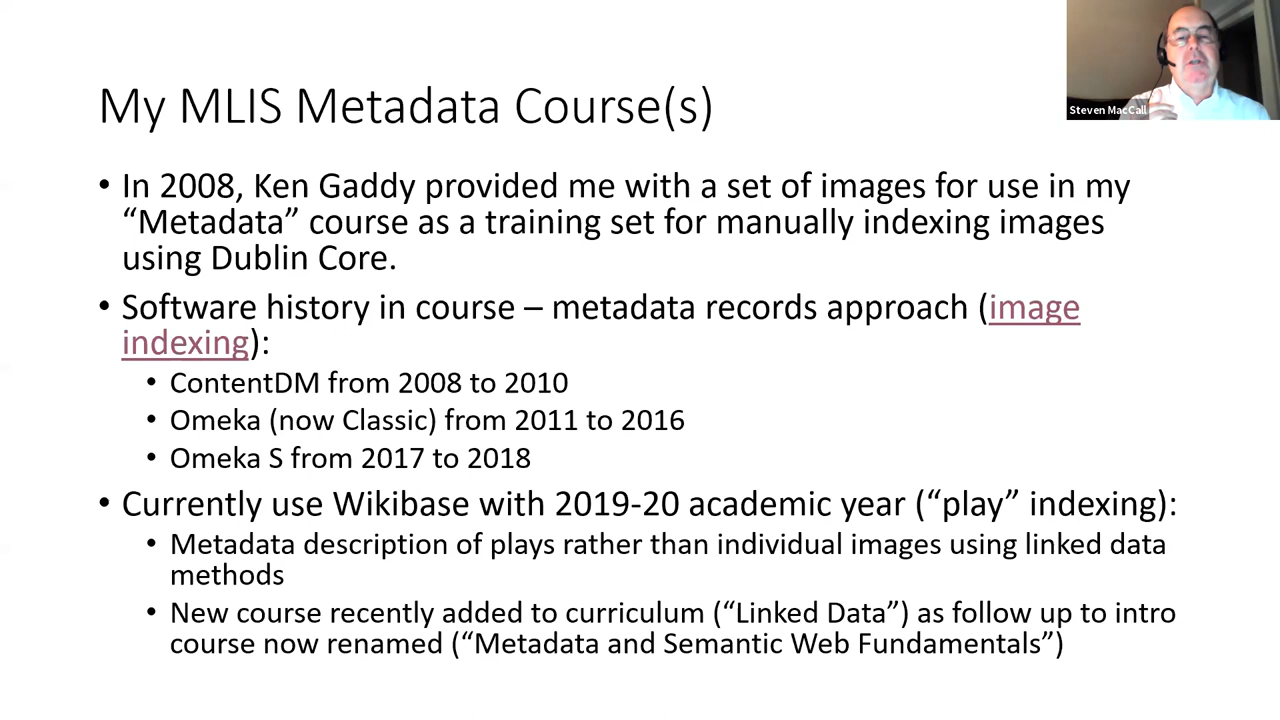 Steven MacCall
My MLIS Metadata Course(s)
• In 2008, Ken Gaddy provided me with a set of images for use in my
“Metadata” course as a training set for manually indexing images
using Dublin Core.
• Software history in course – metadata records approach (image
indexing):
• ContentDM from 2008 to 2010
• Omeka (now Classic) from 2011 to 2016
• Omeka S from 2017 to 2018
• Currently use Wikibase with 2019-20 academic year (“play” indexing):
• Metadata description of plays rather than individual images using linked data
methods
• New course recently added to curriculum (“Linked Data”) as follow up to intro
course now renamed (“Metadata and Semantic Web Fundamentals”)